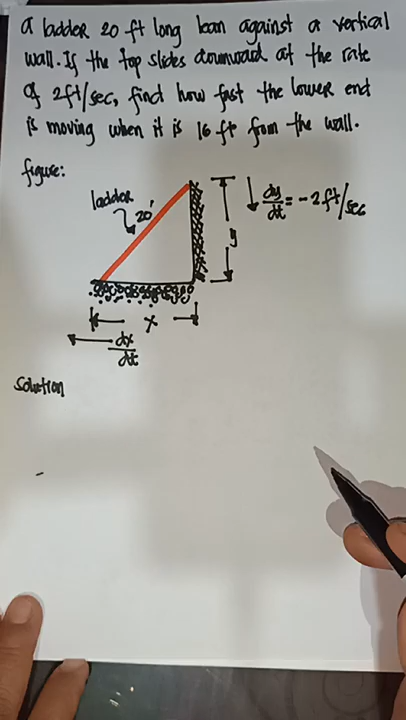 a ladder 20 ft long lean against a vertical
wall. If the top slides downward at the rate
of 2ft/sec, find how fast the lower end
is moving when it is 16 ft from the wall.
figure:
ladder
20'
y
dy/dt = -2 ft/sec
x
dx/dt
Solution